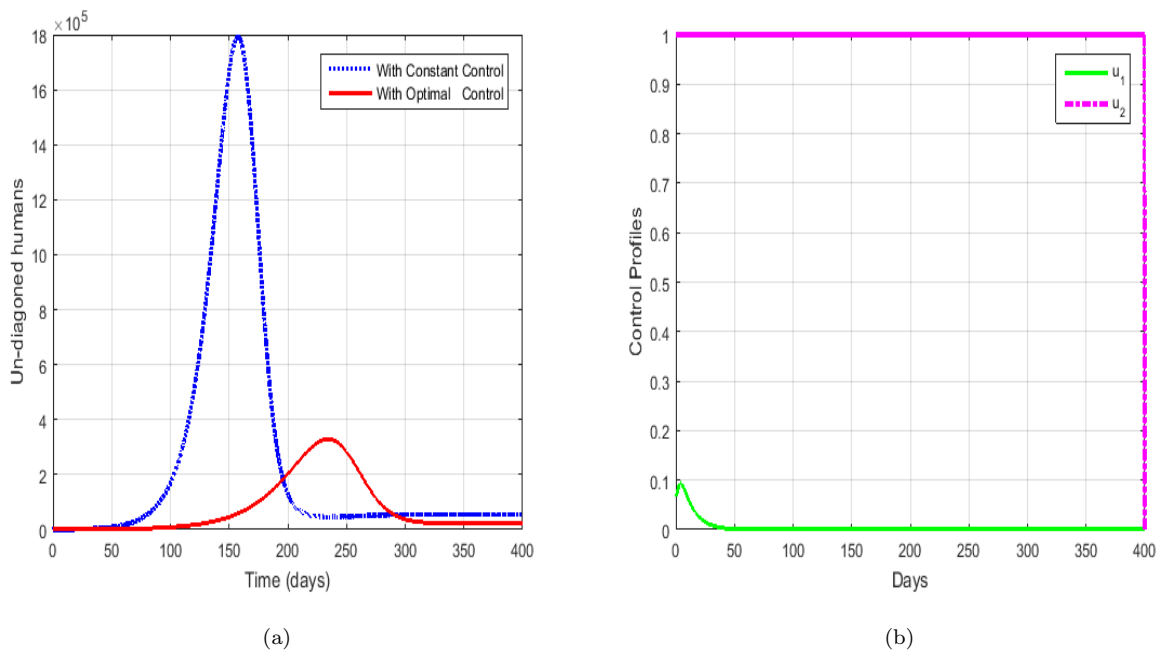 ×10⁵
18
16
14
12
10
8
6
4
2
0
0 50 100 150 200 250 300 350 400
Un-diagoned humans
Time (days)
With Constant Control
With Optimal Control
(a)
1
0.9
0.8
0.7
0.6
0.5
0.4
0.3
0.2
0.1
0
0 50 100 150 200 250 300 350 400
Control Profiles
Days
u₁
u₂
(b)